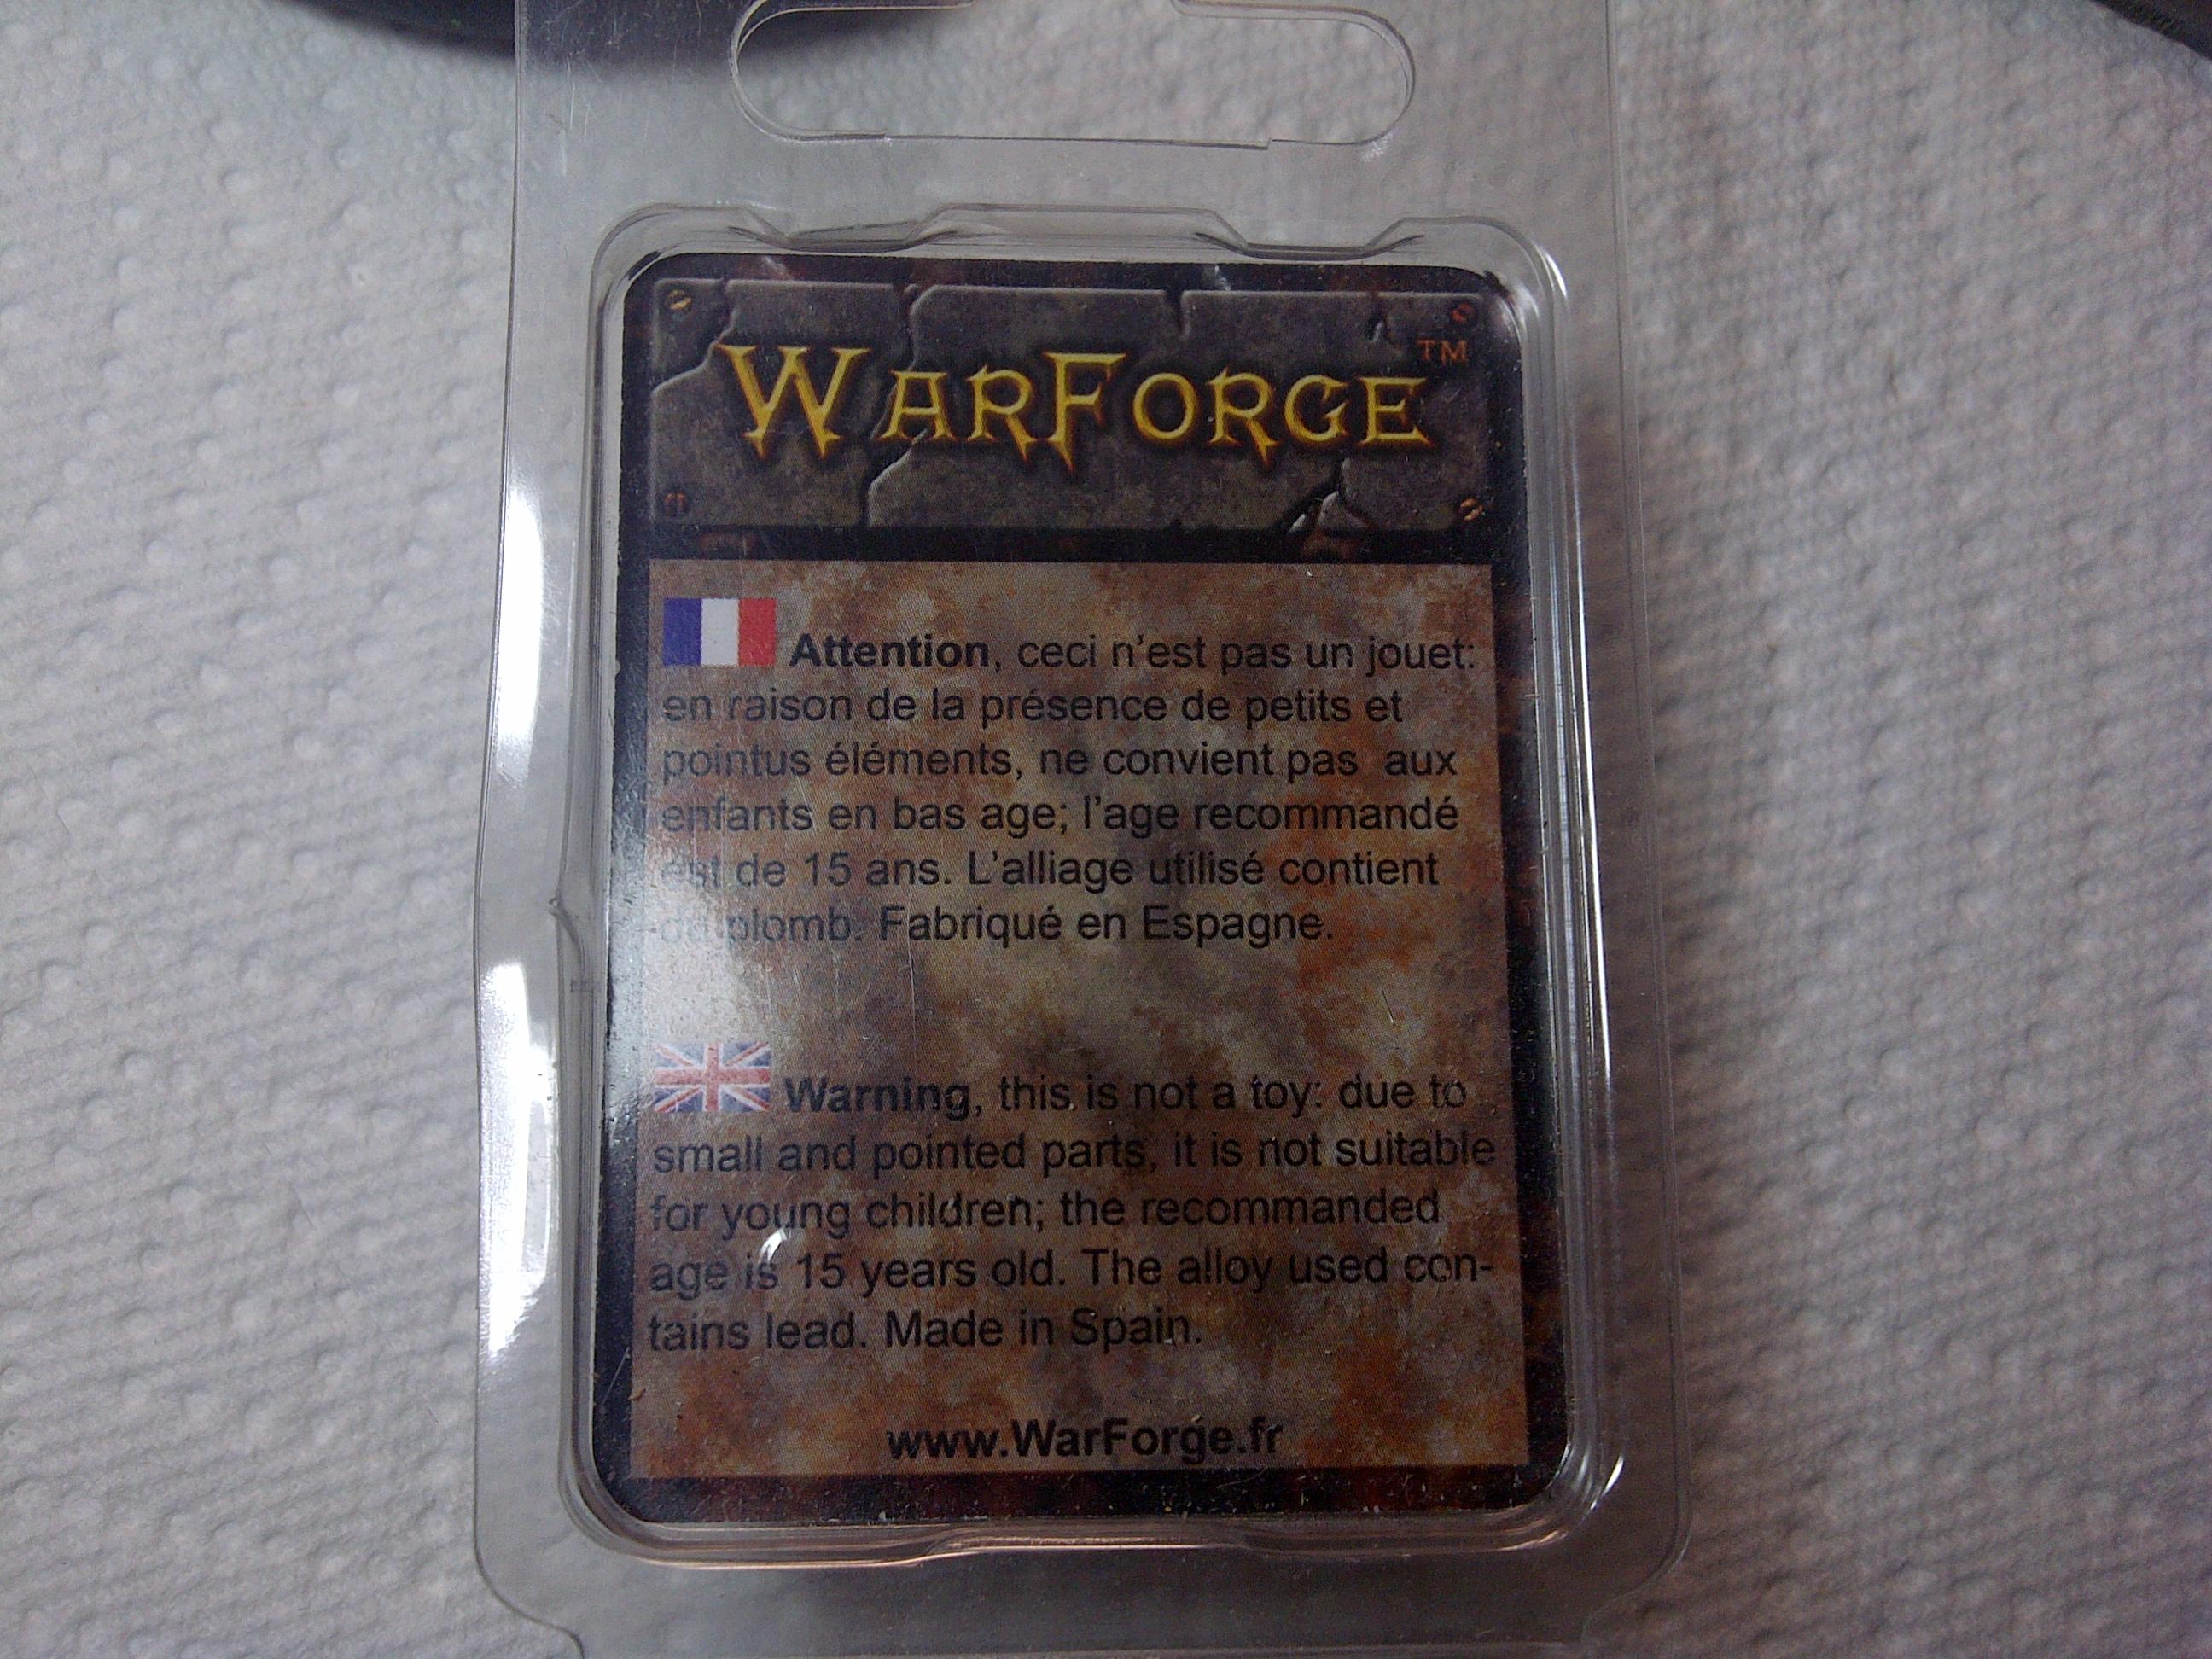 WARFORGE™
Attention, ceci n'est pas un jouet:
en raison de la présence de petits et
pointus éléments, ne convient pas aux
enfants en bas age; l'age recommandé
est de 15 ans. L'alliage utilisé contient
du plomb. Fabriqué en Espagne.
Warning, this is not a toy: due to
small and pointed parts, it is not suitable
for young children; the recommanded
age is 15 years old. The alloy used con-
tains lead. Made in Spain.
www.WarForge.fr